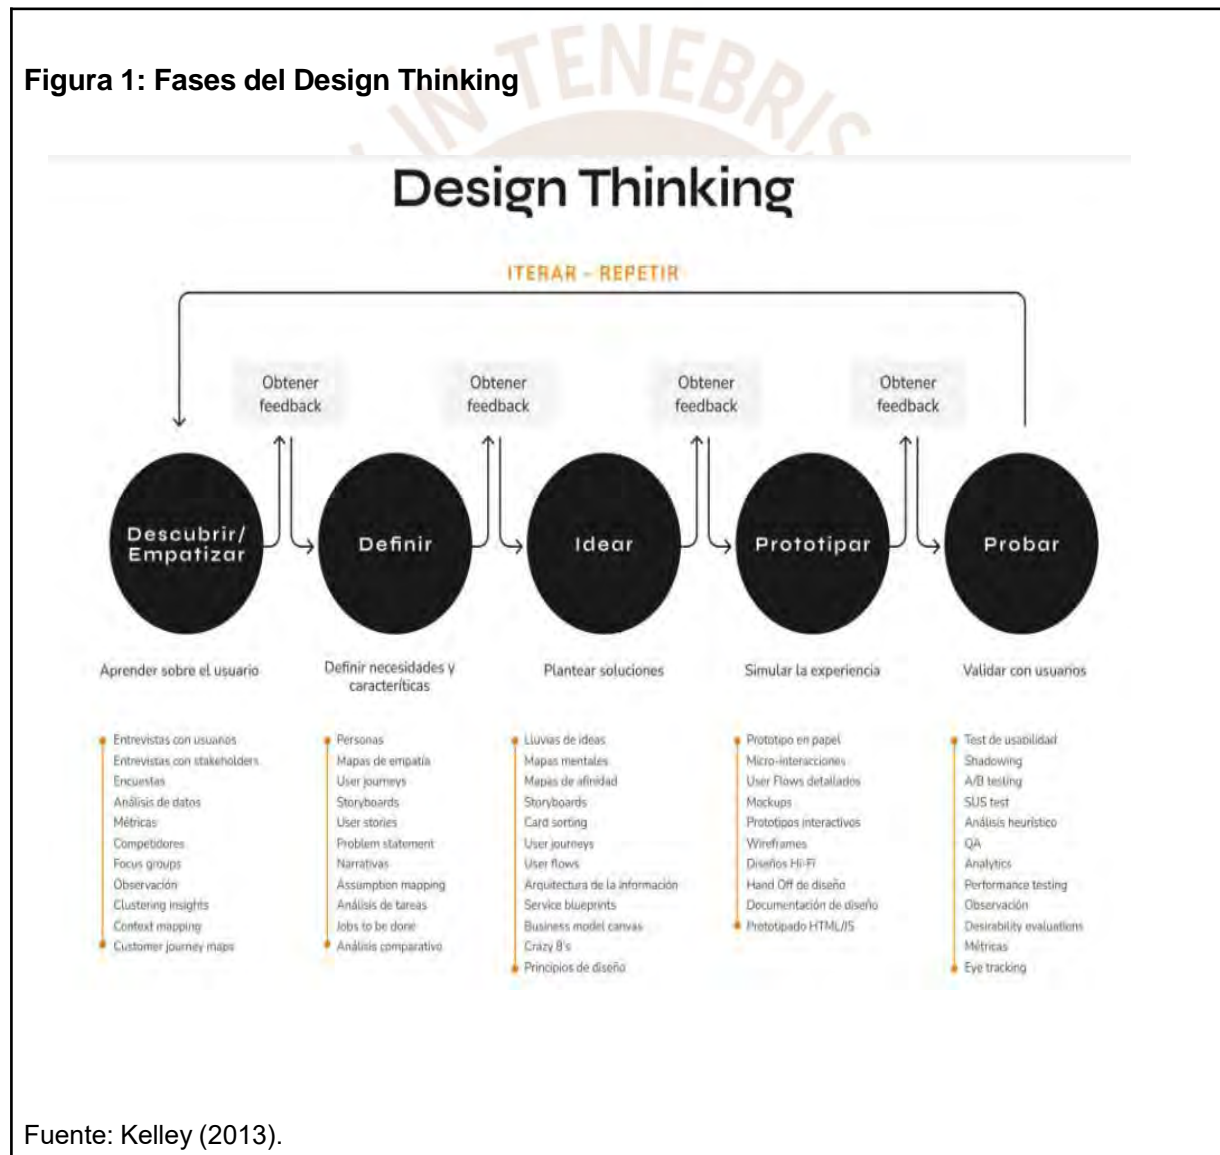 IN TENEBRIS
Figura 1: Fases del Design Thinking
Design Thinking
ITERAR - REPETIR
Obtener
feedback
Obtener
feedback
Obtener
feedback
Obtener
feedback
Descubrir/
Empatizar
Definir
Idear
Prototipar
Probar
Aprender sobre el usuario
Definir necesidades y
caracteríticas
Plantear soluciones
Simular la experiencia
Validar con usuarios
Entrevistas con usuarios
Entrevistas con stakeholders
Encuestas
Análisis de datos
Métricas
Competidores
Focus groups
Observación
Clustering insights
Context mapping
Customer journey maps
Personas
Mapas de empatía
User journeys
Storyboards
User stories
Problem statement
Narrativas
Assumption mapping
Análisis de tareas
Jobs to be done
Análisis comparativo
Lluvias de ideas
Mapas mentales
Mapas de afinidad
Storyboards
Card sorting
User journeys
User flows
Arquitectura de la información
Service blueprints
Business model canvas
Crazy 8's
Principios de diseño
Prototipo en papel
Micro-interacciones
User Flows detallados
Mockups
Prototipos interactivos
Wireframes
Diseños Hi-Fi
Hand Off de diseño
Documentación de diseño
Prototipado HTML/JS
Test de usabilidad
Shadowing
A/B testing
SUS test
Análisis heurístico
QA
Analytics
Performance testing
Observación
Desirability evaluations
Métricas
Eye tracking
Fuente: Kelley (2013).